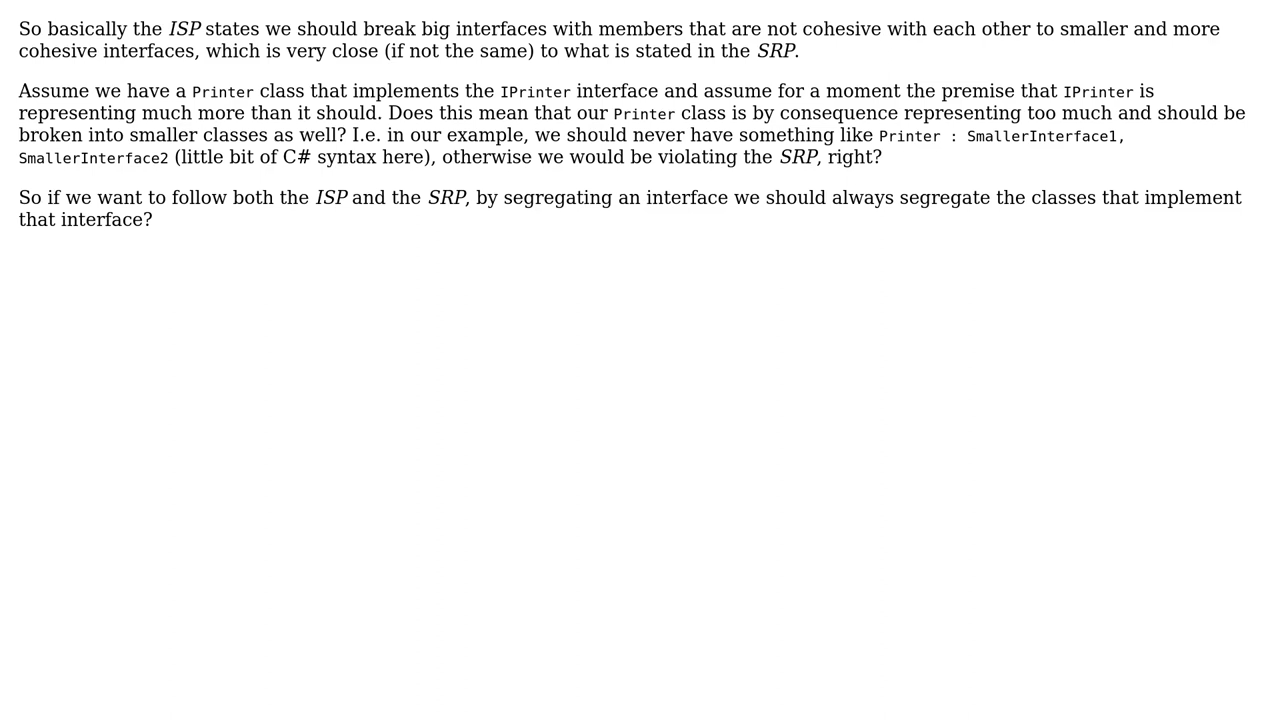 So basically the ISP states we should break big interfaces with members that are not cohesive with each other to smaller and more
cohesive interfaces, which is very close (if not the same) to what is stated in the SRP.
Assume we have a Printer class that implements the IPrinter interface and assume for a moment the premise that IPrinter is
representing much more than it should. Does this mean that our Printer class is by consequence representing too much and should be
broken into smaller classes as well? I.e. in our example, we should never have something like Printer : SmallerInterface1,
SmallerInterface2 (little bit of C# syntax here), otherwise we would be violating the SRP, right?
So if we want to follow both the ISP and the SRP, by segregating an interface we should always segregate the classes that implement
that interface?